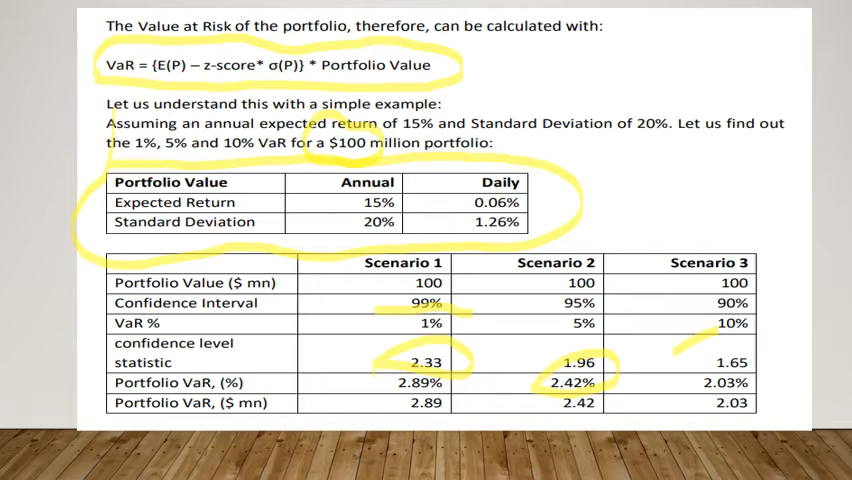 The Value at Risk of the portfolio, therefore, can be calculated with:
VaR = {E(P) – z-score* σ(P)} * Portfolio Value
Let us understand this with a simple example:
Assuming an annual expected return of 15% and Standard Deviation of 20%. Let us find out
the 1%, 5% and 10% VaR for a $100 million portfolio:
Portfolio Value Annual Daily
Expected Return 15% 0.06%
Standard Deviation 20% 1.26%
Scenario 1 Scenario 2 Scenario 3
Portfolio Value ($ mn) 100 100 100
Confidence Interval 99% 95% 90%
VaR % 1% 5% 10%
confidence level
statistic 2.33 1.96 1.65
Portfolio VaR, (%) 2.89% 2.42% 2.03%
Portfolio VaR, ($ mn) 2.89 2.42 2.03